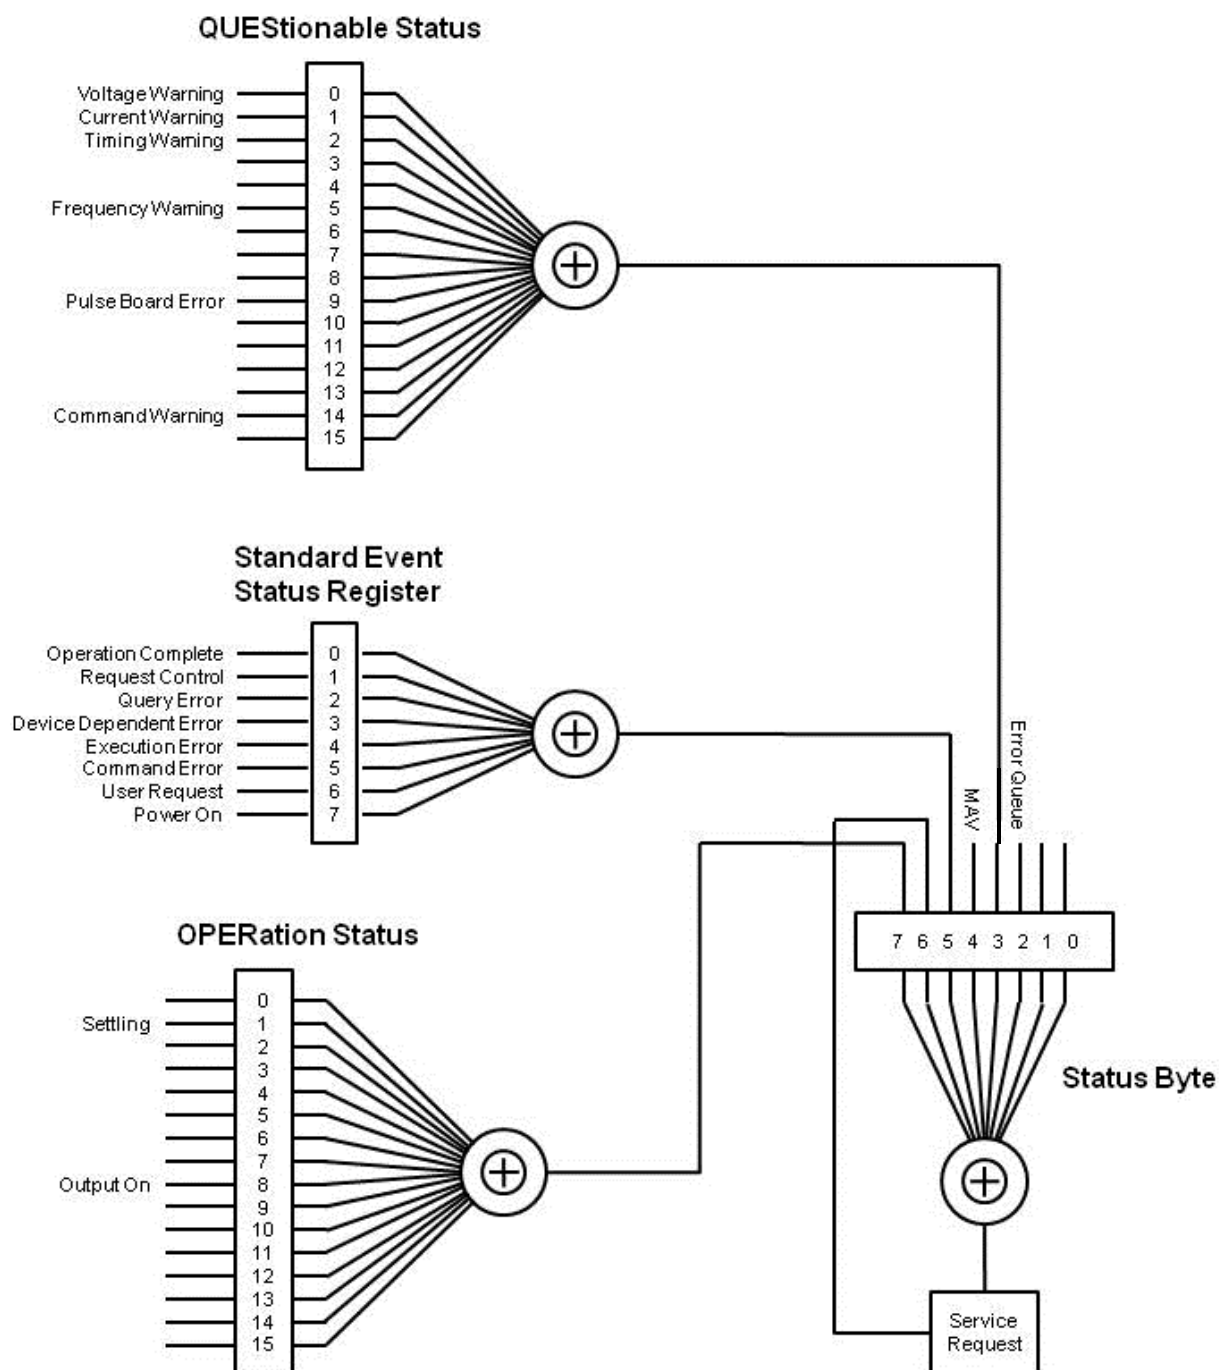 QUEStionable Status
Voltage Warning 0
Current Warning 1
Timing Warning 2
3
4
Frequency Warning 5
6
7
8
Pulse Board Error 9
10
11
12
13
Command Warning 14
15
Standard Event
Status Register
Operation Complete 0
Request Control 1
Query Error 2
Device Dependent Error 3
Execution Error 4
Command Error 5
User Request 6
Power On 7
MAV
Error Queue
7 6 5 4 3 2 1 0
Status Byte
OPERation Status
0
Settling 1
2
3
4
5
6
7
Output On 8
9
10
11
12
13
14
15
Service
Request